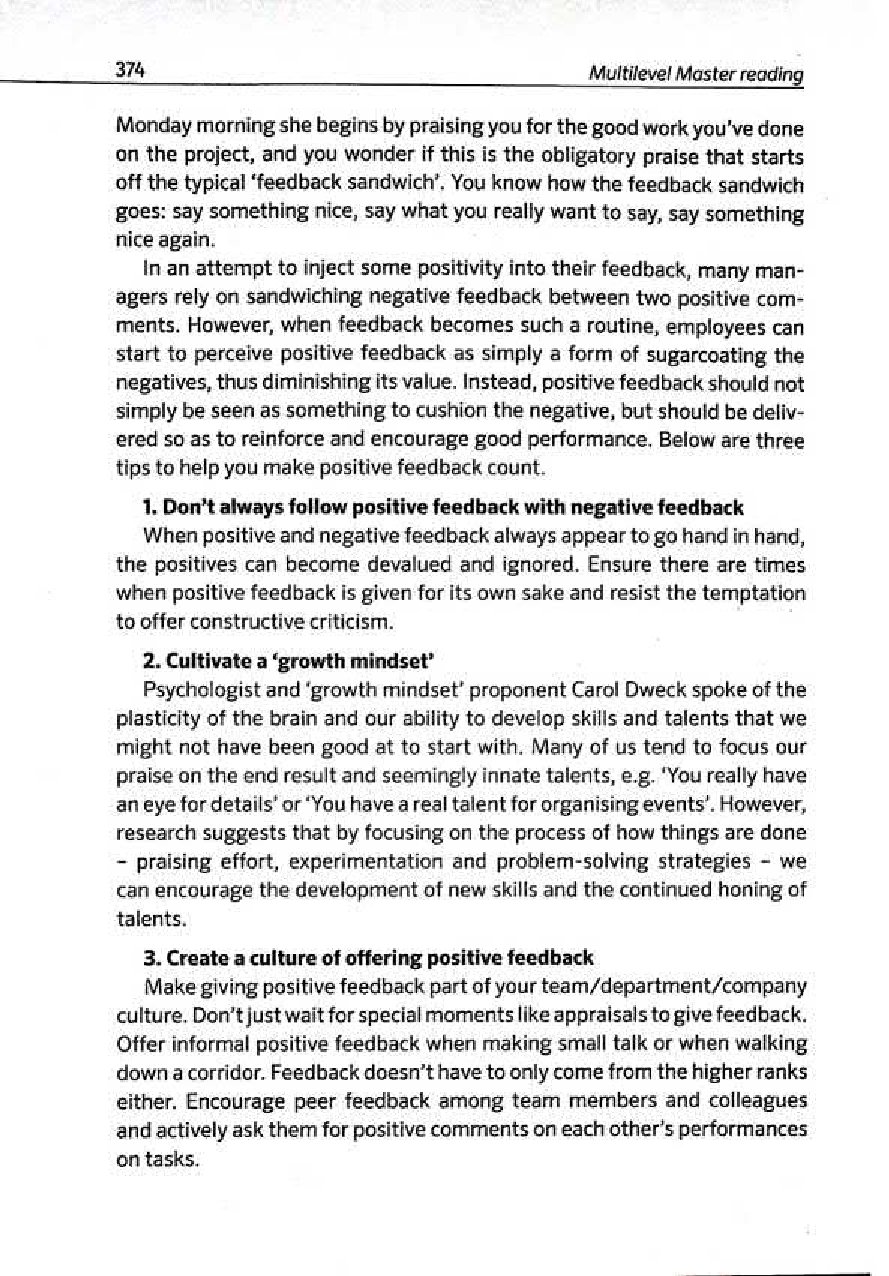 374
Multilevel Master reading
Monday morning she begins by praising you for the good work you've done
on the project, and you wonder if this is the obligatory praise that starts
off the typical 'feedback sandwich'. You know how the feedback sandwich
goes: say something nice, say what you really want to say, say something
nice again.
In an attempt to inject some positivity into their feedback, many man-
agers rely on sandwiching negative feedback between two positive com-
ments. However, when feedback becomes such a routine, employees can
start to perceive positive feedback as simply a form of sugarcoating the
negatives, thus diminishing its value. Instead, positive feedback should not
simply be seen as something to cushion the negative, but should be deliv-
ered so as to reinforce and encourage good performance. Below are three
tips to help you make positive feedback count.
1. Don't always follow positive feedback with negative feedback
When positive and negative feedback always appear to go hand in hand,
the positives can become devalued and ignored. Ensure there are times
when positive feedback is given for its own sake and resist the temptation
to offer constructive criticism.
2. Cultivate a 'growth mindset'
Psychologist and 'growth mindset' proponent Carol Dweck spoke of the
plasticity of the brain and our ability to develop skills and talents that we
might not have been good at to start with. Many of us tend to focus our
praise on the end result and seemingly innate talents, e.g. 'You really have
an eye for details' or 'You have a real talent for organising events'. However,
research suggests that by focusing on the process of how things are done
– praising effort, experimentation and problem-solving strategies – we
can encourage the development of new skills and the continued honing of
talents.
3. Create a culture of offering positive feedback
Make giving positive feedback part of your team/department/company
culture. Don't just wait for special moments like appraisals to give feedback.
Offer informal positive feedback when making small talk or when walking
down a corridor. Feedback doesn't have to only come from the higher ranks
either. Encourage peer feedback among team members and colleagues
and actively ask them for positive comments on each other's performances
on tasks.